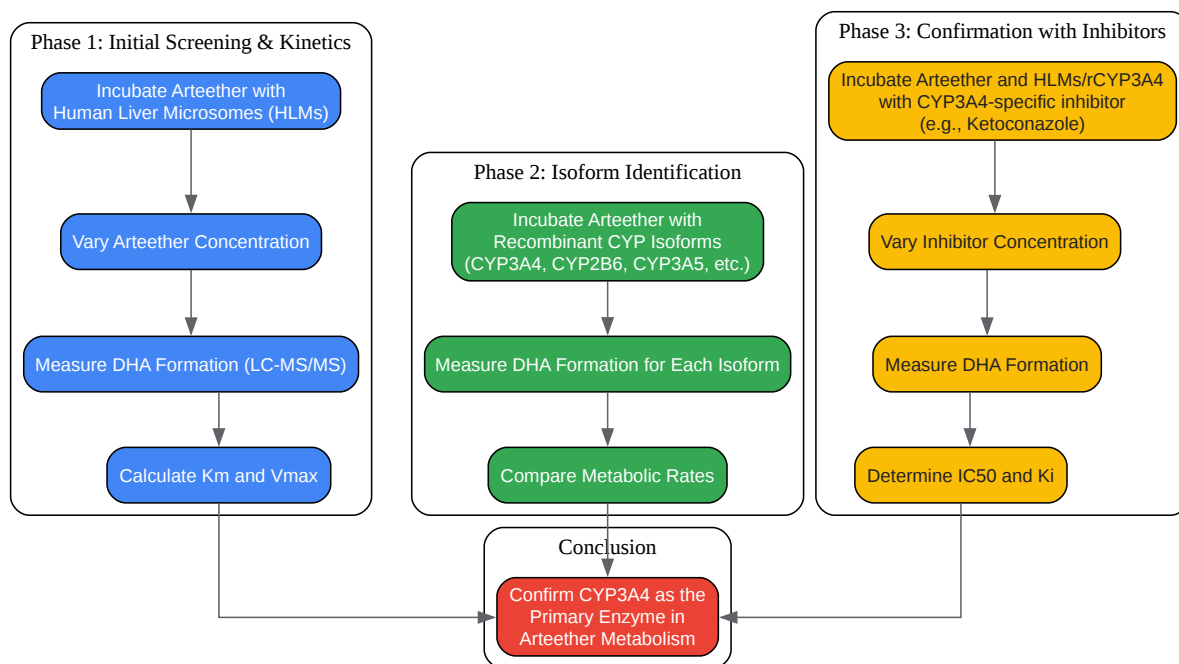 Phase 1: Initial Screening & Kinetics
Incubate Arteether with
Human Liver Microsomes (HLMs)
Vary Arteether Concentration
Measure DHA Formation (LC-MS/MS)
Calculate Km and Vmax
Phase 2: Isoform Identification
Incubate Arteether with
Recombinant CYP Isoforms
(CYP3A4, CYP2B6, CYP3A5, etc.)
Measure DHA Formation for Each Isoform
Compare Metabolic Rates
Phase 3: Confirmation with Inhibitors
Incubate Arteether and HLMs/rCYP3A4
with CYP3A4-specific inhibitor
(e.g., Ketoconazole)
Vary Inhibitor Concentration
Measure DHA Formation
Determine IC50 and Ki
Conclusion
Confirm CYP3A4 as the
Primary Enzyme in
Arteether Metabolism